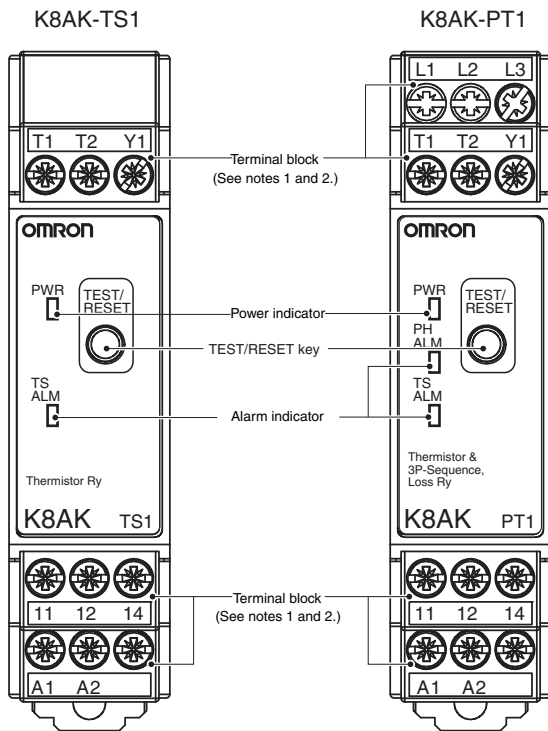 K8AK-TS1
K8AK-PT1
L1 L2 L3
T1 T2 Y1
T1 T2 Y1
Terminal block
(See notes 1 and 2.)
OMRON
OMRON
PWR
TEST/
RESET
PWR
TEST/
RESET
Power indicator
PH
ALM
TEST/RESET key
TS
ALM
TS
ALM
Alarm indicator
Thermistor Ry
Thermistor &
3P-Sequence,
Loss Ry
K8AK TS1
K8AK PT1
11 12 14
11 12 14
Terminal block
(See notes 1 and 2.)
A1 A2
A1 A2